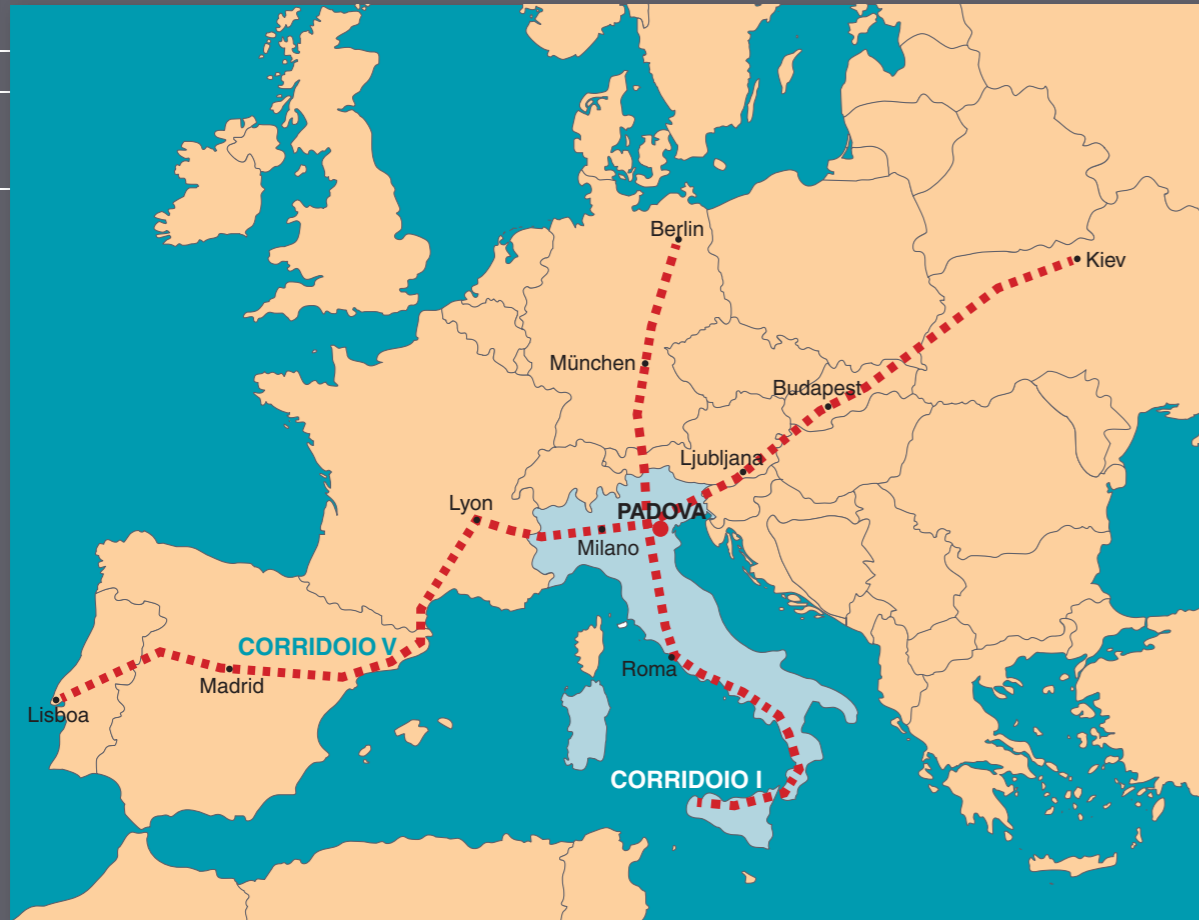 Berlin
Kiev
München
Budapest
Ljubljana
Lyon
PADOVA
Milano
CORRIDOIO V
Roma
Madrid
Lisboa
CORRIDOIO I